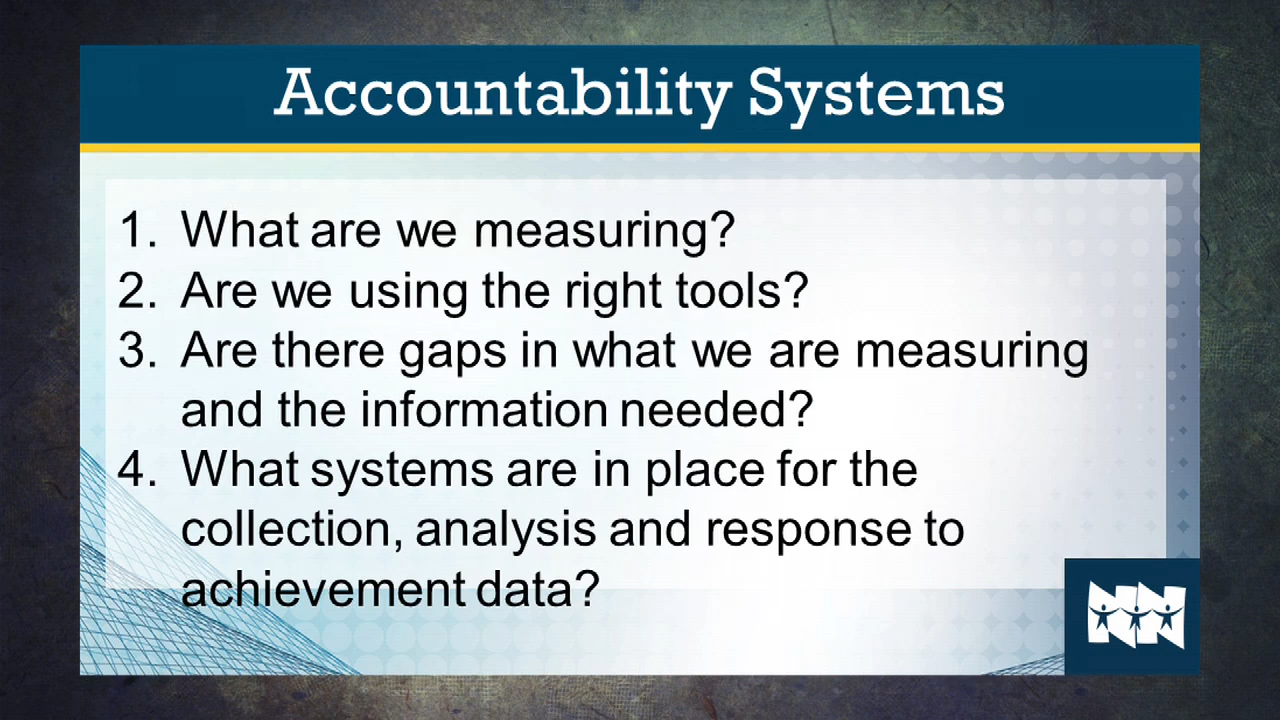 Accountability Systems
1. What are we measuring?
2. Are we using the right tools?
3. Are there gaps in what we are measuring
and the information needed?
4. What systems are in place for the
collection, analysis and response to
achievement data?
NN